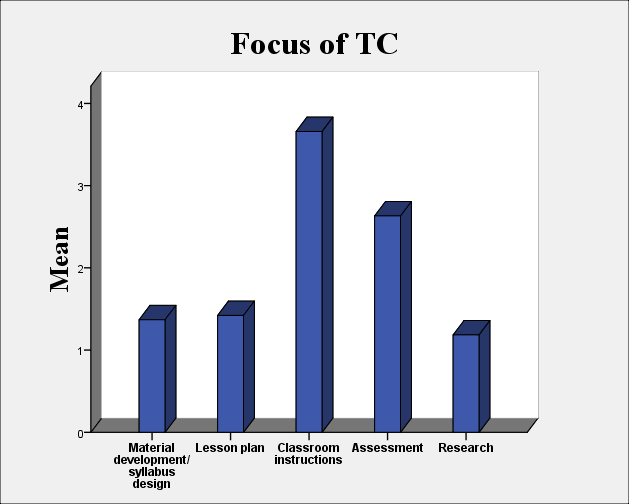 Focus of TC
Mean
4
3
2
1
0
Material
development/
syllabus
design
Lesson plan
Classroom
instructions
Assessment
Research